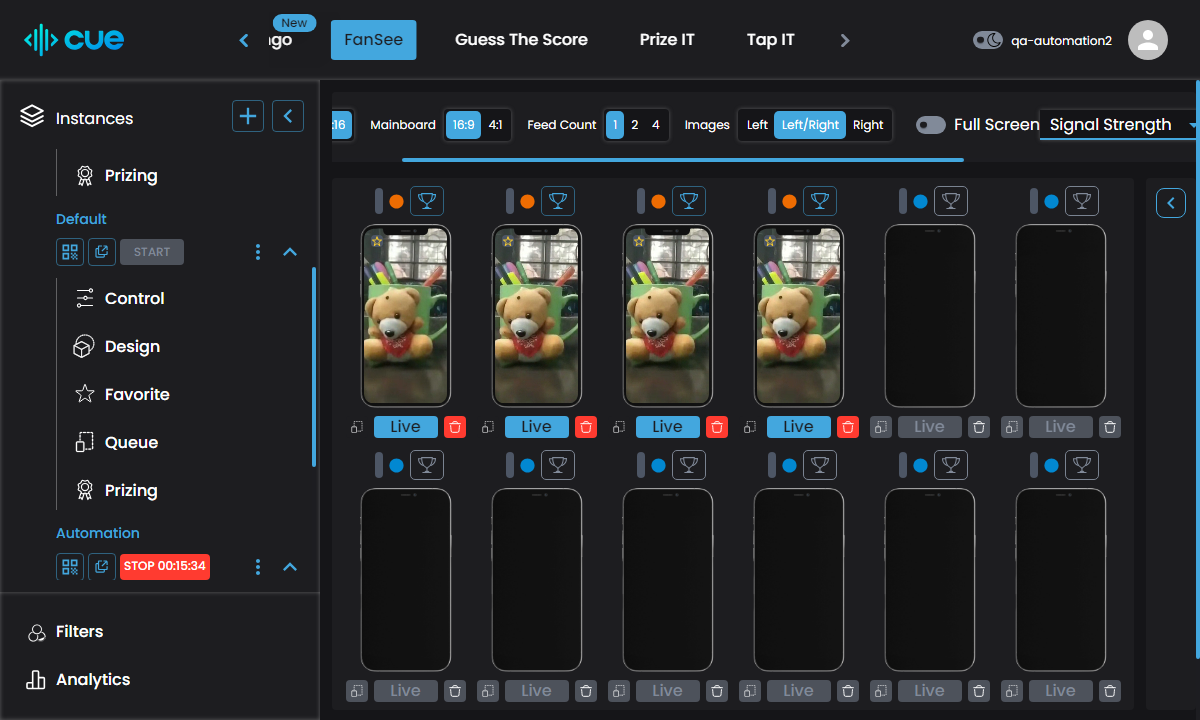 cue
New
FanSee
Guess The Score
Prize IT
Tap IT
qa-automation2
Instances
:16
Mainboard
16:9
4:1
Feed Count
1
2
4
Images
Left
Left/Right
Right
Full Screen
Signal Strength
Prizing
Default
START
Control
Design
Favorite
Queue
Prizing
Automation
STOP 00:15:34
Filters
Analytics
Live
Live
Live
Live
Live
Live
Live
Live
Live
Live
Live
Live